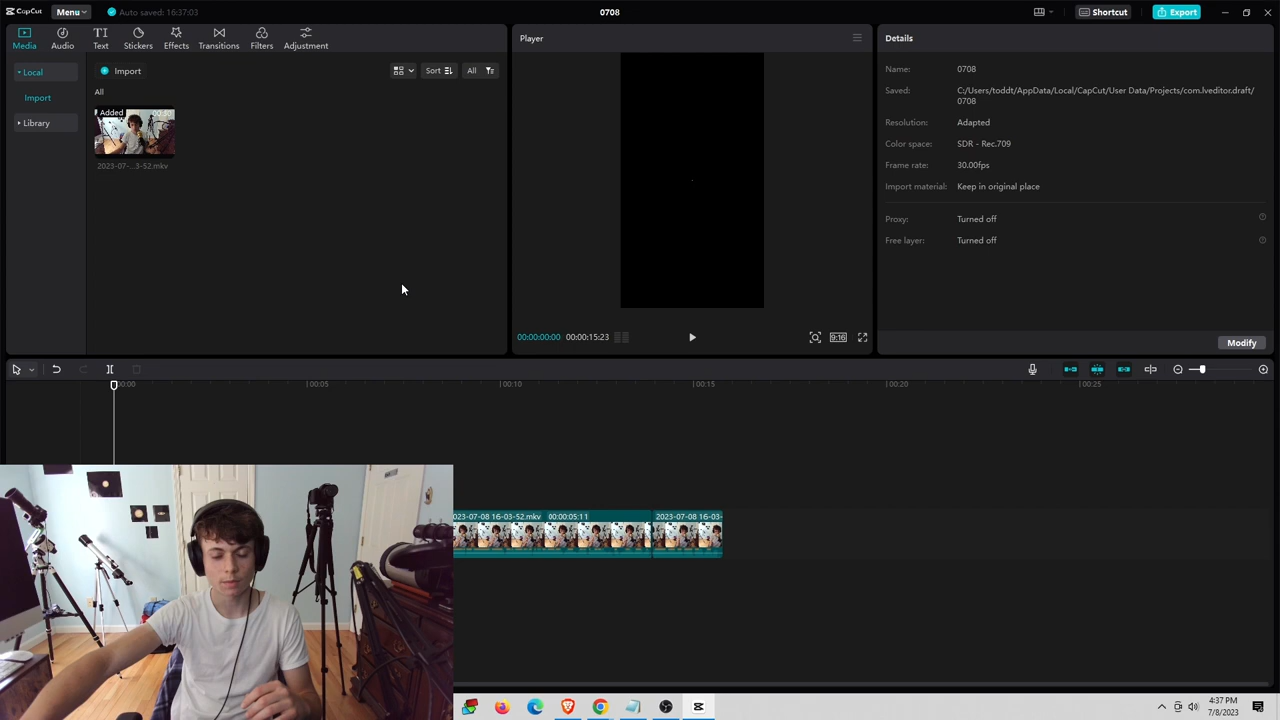 CapCut
Menu
Auto saved: 16:37:03
0708
Shortcut
Export
Media
Audio
Text
Stickers
Effects
Transitions
Filters
Adjustment
Local
Import
Library
Import
Sort
All
All
Added
2023-07-...3-52.mkv
Player
00:00:00:00
00:00:15:23
9:16
Details
Name: 0708
Saved: C:/Users/toddt/AppData/Local/CapCut/User Data/Projects/com.lveditor.draft/
0708
Resolution: Adapted
Color space: SDR - Rec.709
Frame rate: 30.00fps
Import material: Keep in original place
Proxy: Turned off
Free layer: Turned off
Modify
00:00
00:05
00:10
00:15
00:20
00:25
023-07-08 16-03-52.mkv 00:00:05:11
2023-07-08 16-03-
4:37 PM
7/8/2023